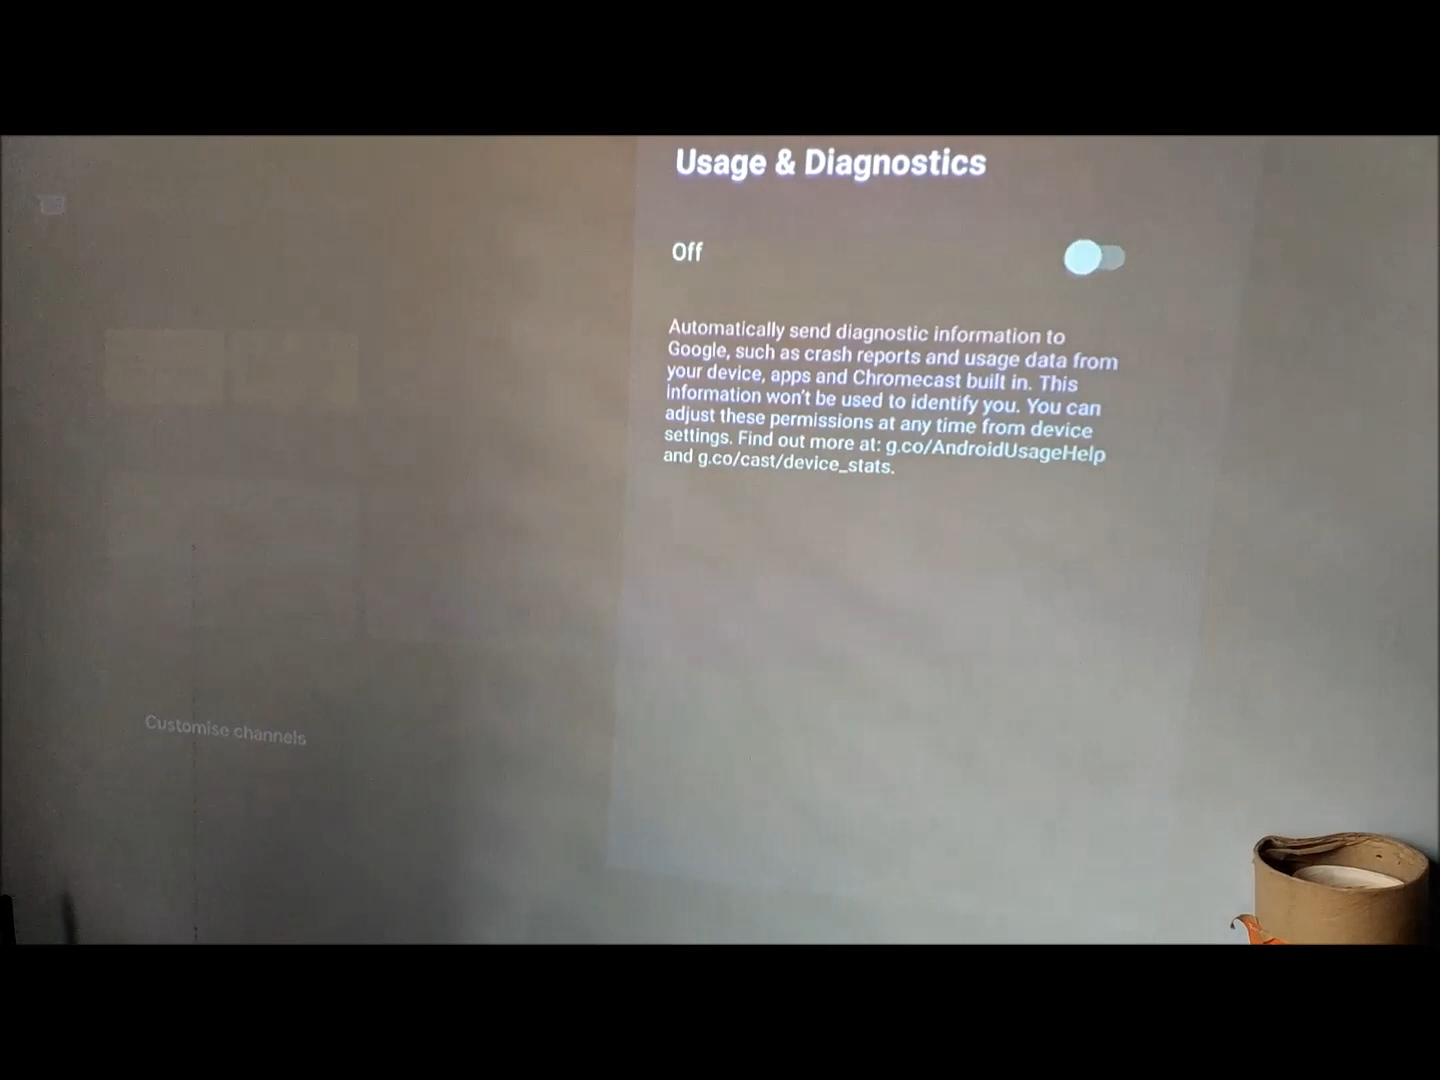 Usage & Diagnostics
Off
Automatically send diagnostic information to
Google, such as crash reports and usage data from
your device, apps and Chromecast built in. This
information won't be used to identify you. You can
adjust these permissions at any time from device
settings. Find out more at: g.co/AndroidUsageHelp
and g.co/cast/device_stats.
Customise channels